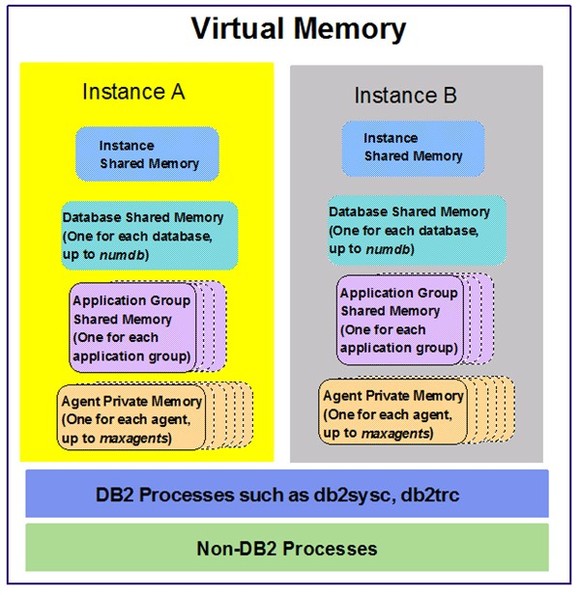 Virtual Memory
Instance A
Instance
Shared Memory
Database Shared Memory
(One for each database,
up to numdb)
Application Group
Shared Memory
(One for each
application group)
Agent Private Memory
(One for each agent,
up to maxagents)
Instance B
Instance
Shared Memory
Database Shared Memory
(One for each database,
up to numdb)
Application Group
Shared Memory
(One for each
application group)
Agent Private Memory
(One for each agent,
up to maxagents)
DB2 Processes such as db2sysc, db2trc
Non-DB2 Processes